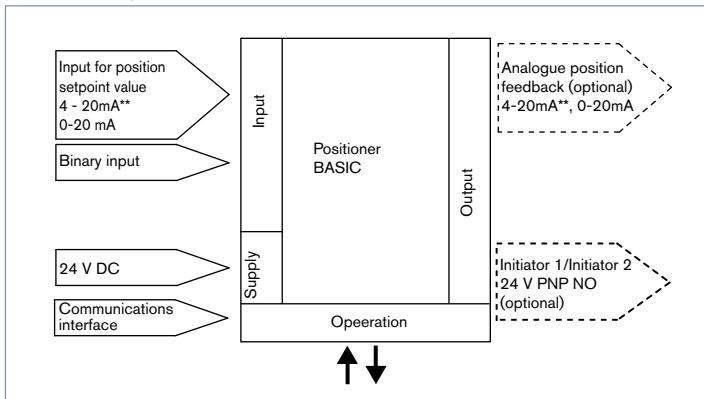 Input for position
setpoint value
4 - 20mA**
0-20 mA
Binary input
24 V DC
Communications
interface
Input
Supply
Positioner
BASIC
Output
Opeeration
Analogue position
feedback (optional)
4-20mA**, 0-20mA
Initiator 1/Initiator 2
24 V PNP NO
(optional)